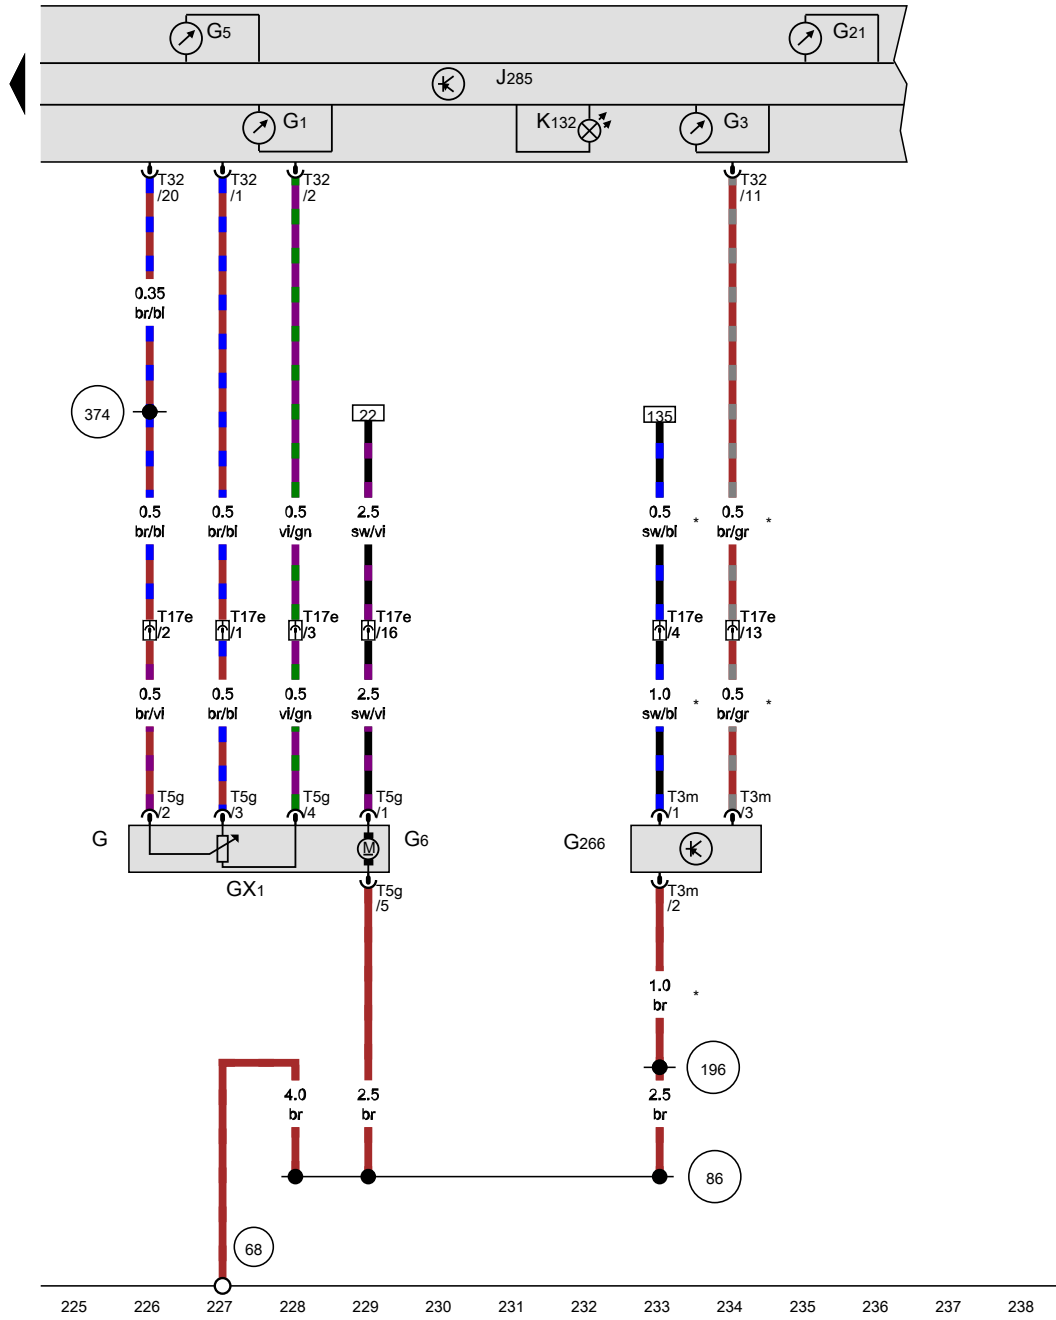 G5
G21
J285
G1
K132
G3
T32 /20
T32 /1
T32 /2
T32 /11
0.35 br/bl
374
22
135
0.5 br/bl
0.5 br/bl
0.5 vi/gn
2.5 sw/vi
0.5 sw/bl *
0.5 br/gr *
T17e /2
T17e /1
T17e /3
T17e /16
T17e /4
T17e /13
0.5 br/vi
0.5 br/bl
0.5 vi/gn
2.5 sw/vi
1.0 sw/bl *
0.5 br/gr *
T5g /2
T5g /3
T5g /4
T5g /1
T3m /1
T3m /3
G
M
G6
G266
GX1
T5g /5
T3m /2
1.0 br *
196
4.0 br
2.5 br
2.5 br
86
68
225 226 227 228 229 230 231 232 233 234 235 236 237 238